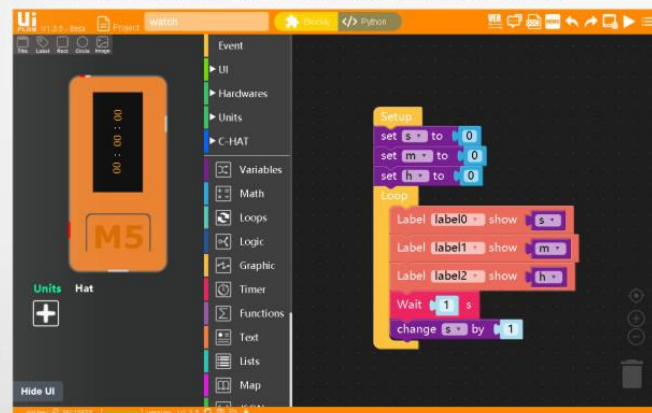 Ui
PLUS V1.3.5 - Beta Project watch Blockly </> Python
Title Label Rect Circle Image
00 : 00 : 00
M5
Units Hat
Hide UI
Event
UI
Hardwares
Units
C-HAT
Variables
Math
Loops
Logic
Graphic
Timer
Functions
Text
Lists
Map
Setup
set s to 0
set m to 0
set h to 0
Loop
Label label0 show s
Label label1 show m
Label label2 show h
Wait 1 s
change s by 1